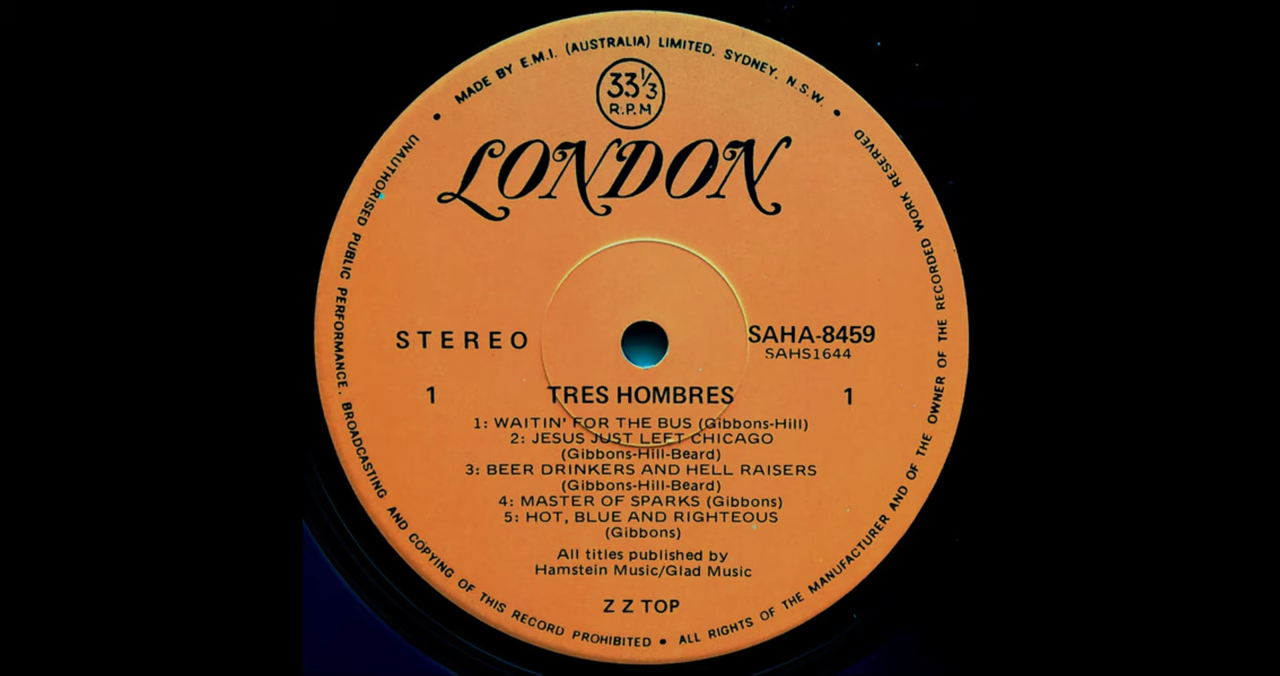 MADE BY E.M.I. (AUSTRALIA) LIMITED. SYDNEY. N.S.W. •
33⅓
R.P.M
LONDON
STEREO
SAHA-8459
SAHS1644
1 TRES HOMBRES 1
1: WAITIN' FOR THE BUS (Gibbons-Hill)
2: JESUS JUST LEFT CHICAGO
(Gibbons-Hill-Beard)
3: BEER DRINKERS AND HELL RAISERS
(Gibbons-Hill-Beard)
4: MASTER OF SPARKS (Gibbons)
5: HOT, BLUE AND RIGHTEOUS
(Gibbons)
All titles published by
Hamstein Music/Glad Music
Z Z TOP
UNAUTHORISED PUBLIC PERFORMANCE. BROADCASTING AND COPYING OF THIS RECORD PROHIBITED • ALL RIGHTS OF THE MANUFACTURER AND OF THE OWNER OF THE RECORDED WORK RESERVED •